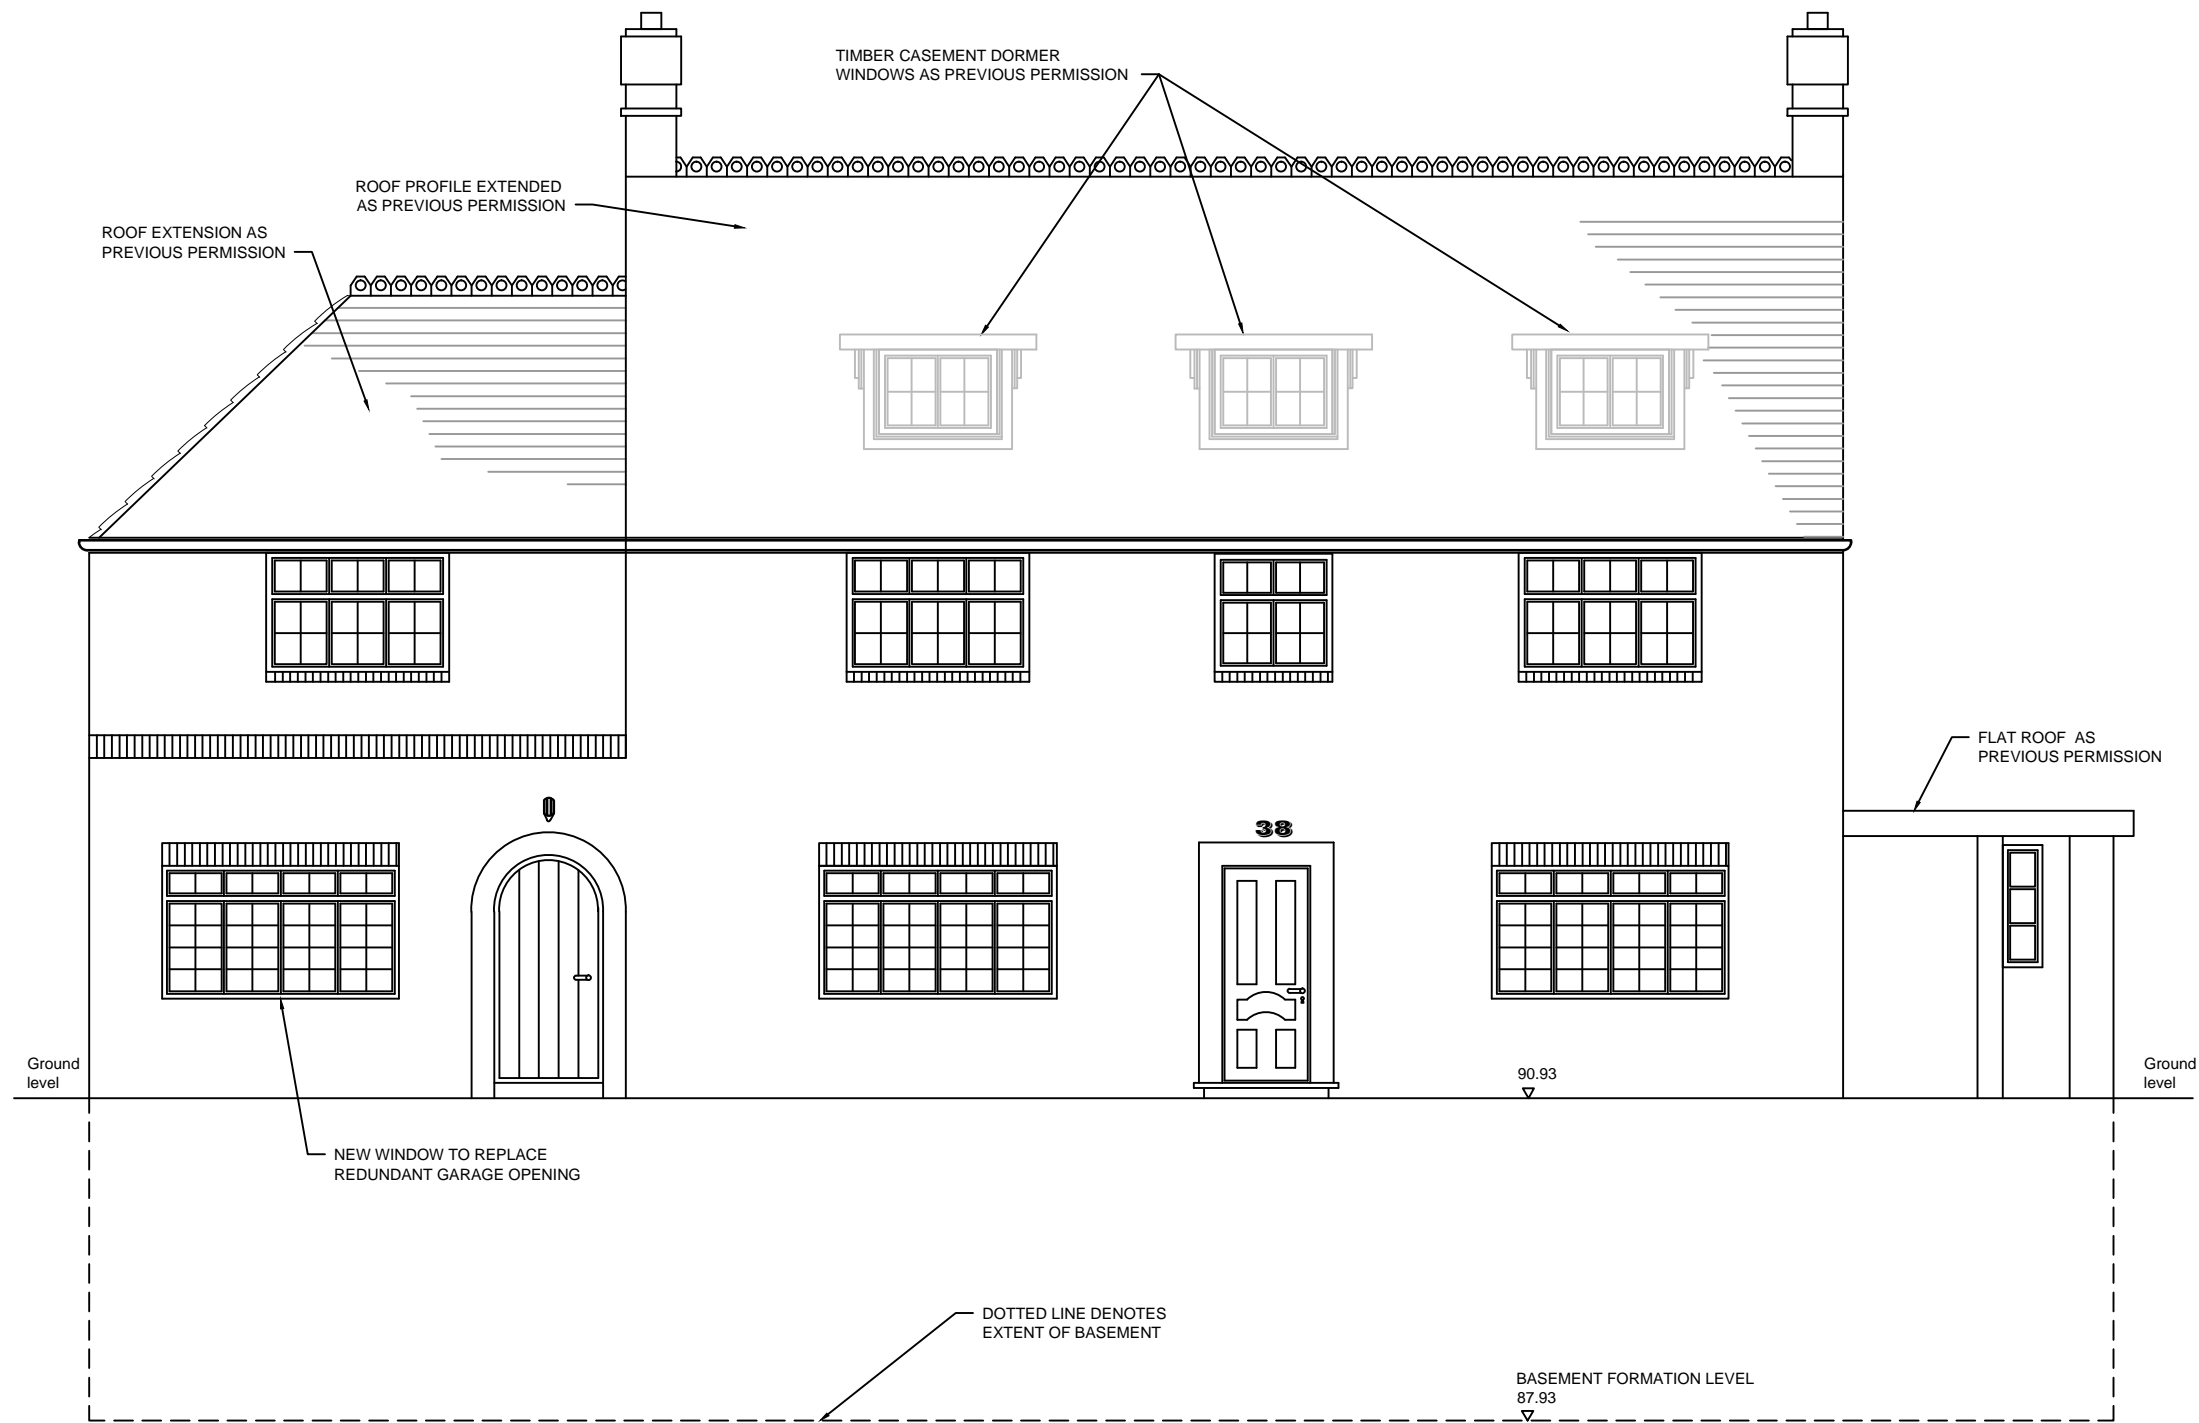 TIMBER CASEMENT DORMER
WINDOWS AS PREVIOUS PERMISSION
ROOF PROFILE EXTENDED
AS PREVIOUS PERMISSION
ROOF EXTENSION AS
PREVIOUS PERMISSION
FLAT ROOF AS
PREVIOUS PERMISSION
38
Ground
level
90.93
Ground
level
NEW WINDOW TO REPLACE
REDUNDANT GARAGE OPENING
DOTTED LINE DENOTES
EXTENT OF BASEMENT
BASEMENT FORMATION LEVEL
87.93